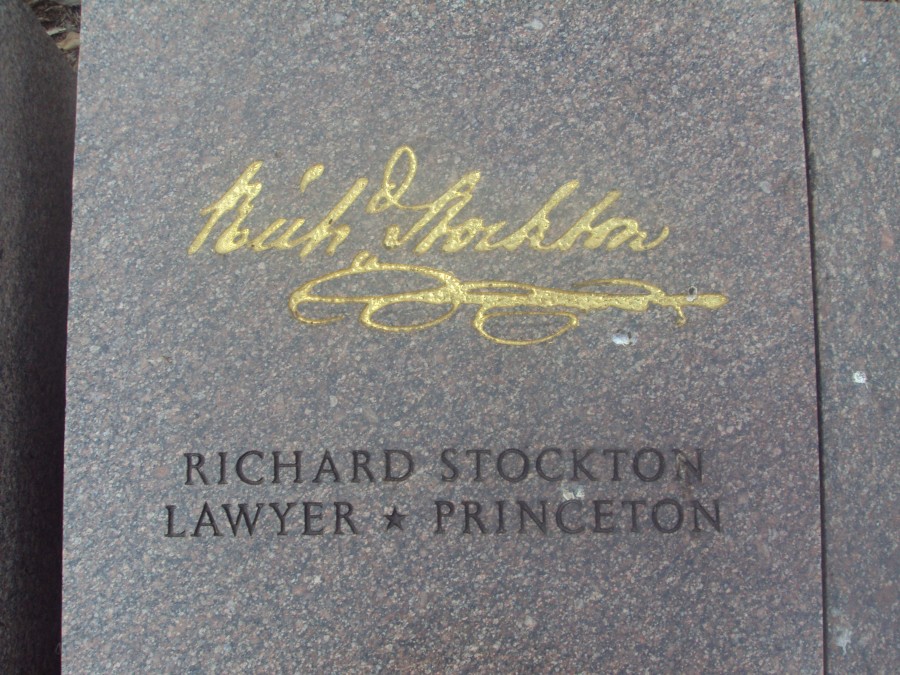 Richd Stockton
RICHARD STOCKTON
LAWYER ★ PRINCETON